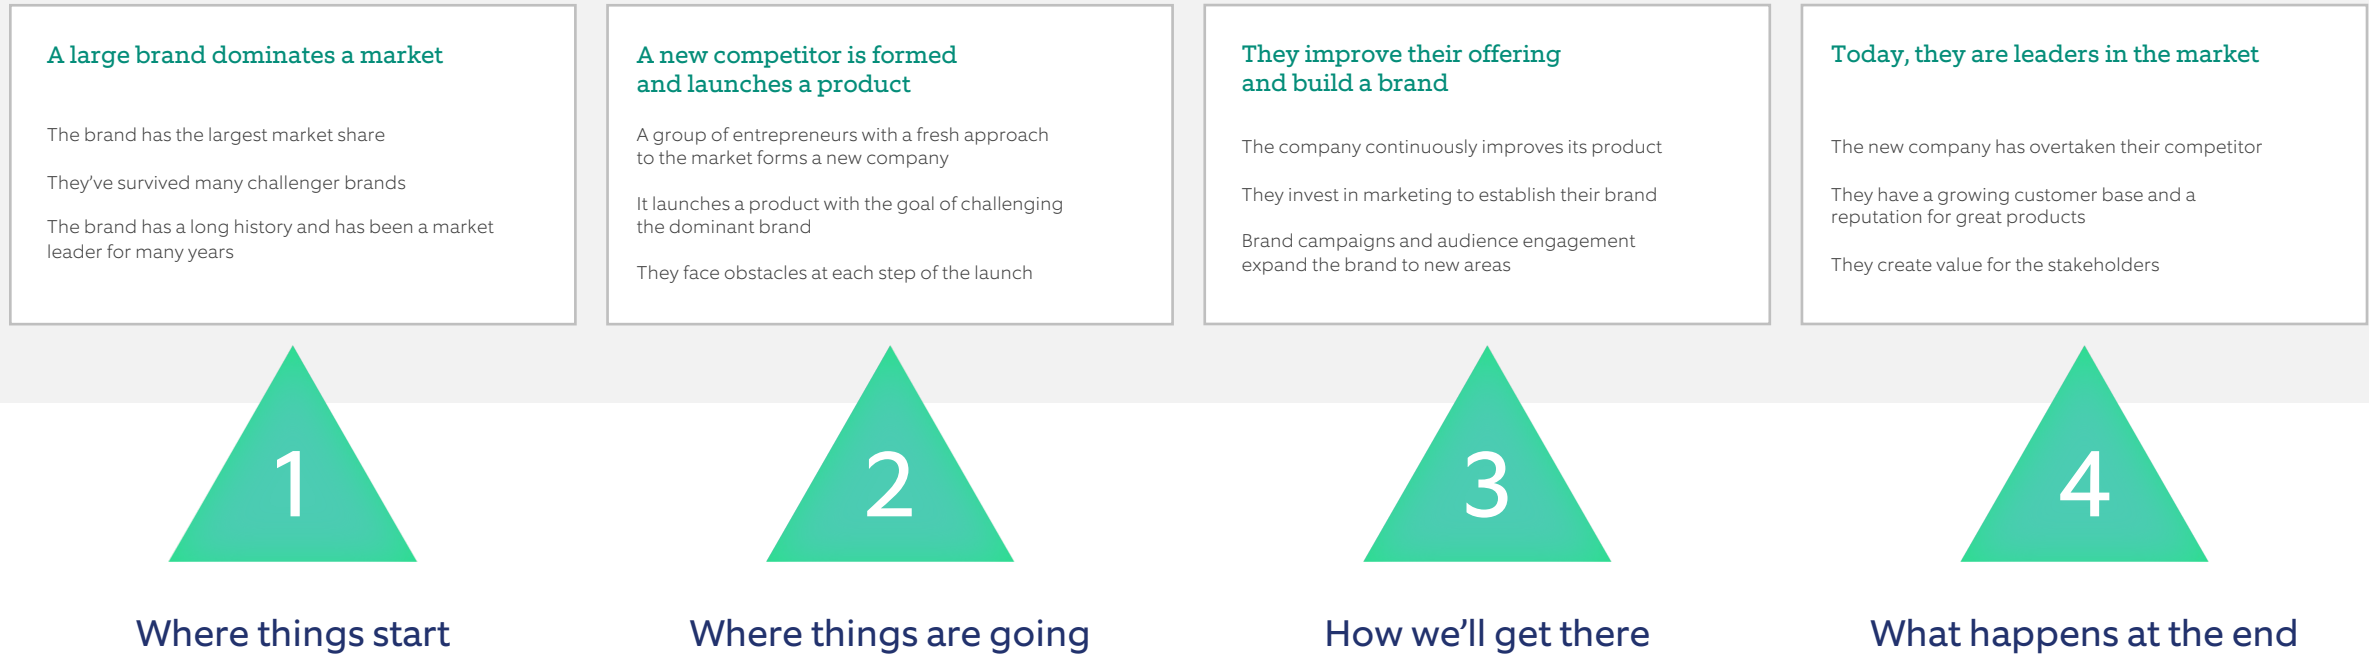 A large brand dominates a market
The brand has the largest market share
They've survived many challenger brands
The brand has a long history and has been a market
leader for many years
A new competitor is formed
and launches a product
A group of entrepreneurs with a fresh approach
to the market forms a new company
It launches a product with the goal of challenging
the dominant brand
They face obstacles at each step of the launch
They improve their offering
and build a brand
The company continuously improves its product
They invest in marketing to establish their brand
Brand campaigns and audience engagement
expand the brand to new areas
Today, they are leaders in the market
The new company has overtaken their competitor
They have a growing customer base and a
reputation for great products
They create value for the stakeholders
1
2
3
4
Where things start
Where things are going
How we'll get there
What happens at the end